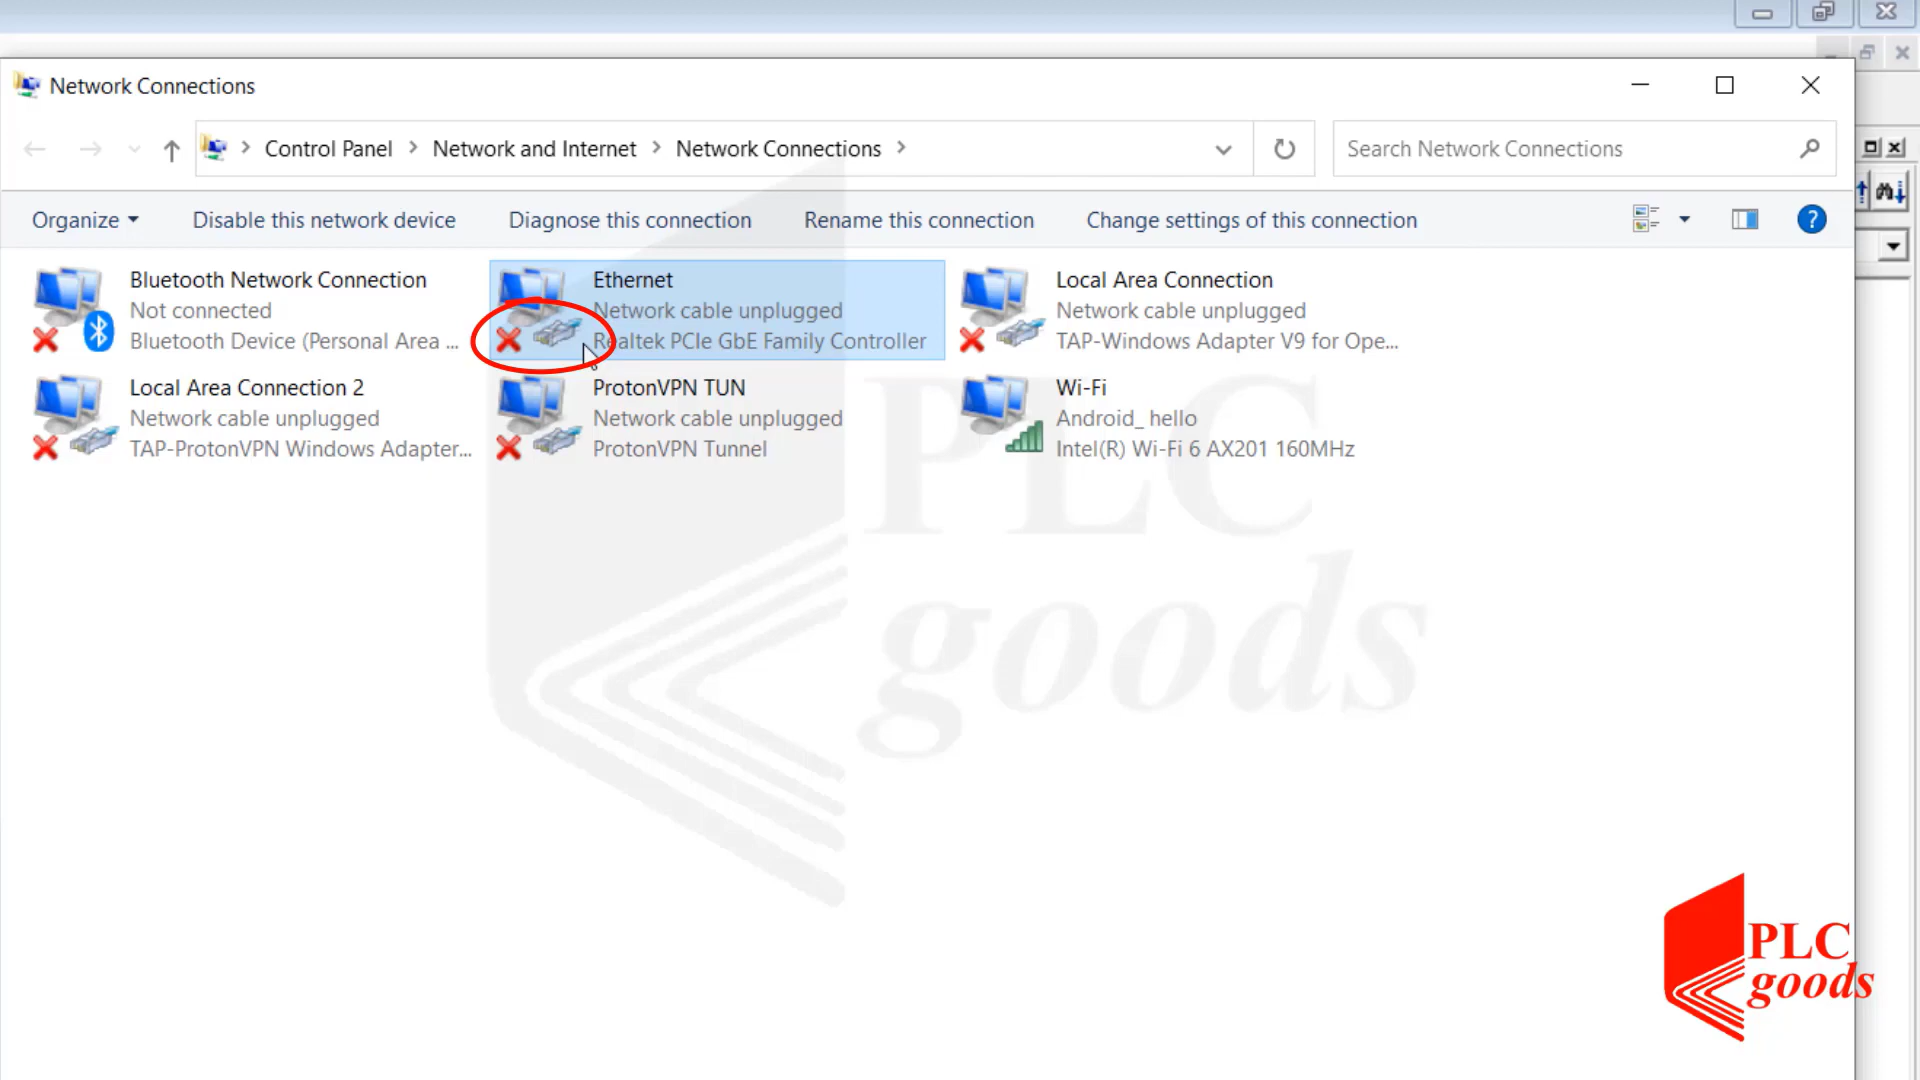 Network Connections
Control Panel > Network and Internet > Network Connections >
Search Network Connections
Organize
Disable this network device
Diagnose this connection
Rename this connection
Change settings of this connection
?
Bluetooth Network Connection
Not connected
Bluetooth Device (Personal Area ...
Ethernet
Network cable unplugged
Realtek PCIe GbE Family Controller
Local Area Connection
Network cable unplugged
TAP-Windows Adapter V9 for Ope...
Local Area Connection 2
Network cable unplugged
TAP-ProtonVPN Windows Adapter...
ProtonVPN TUN
Network cable unplugged
ProtonVPN Tunnel
Wi-Fi
Android_ hello
Intel(R) Wi-Fi 6 AX201 160MHz
PLC
goods
PLC
goods